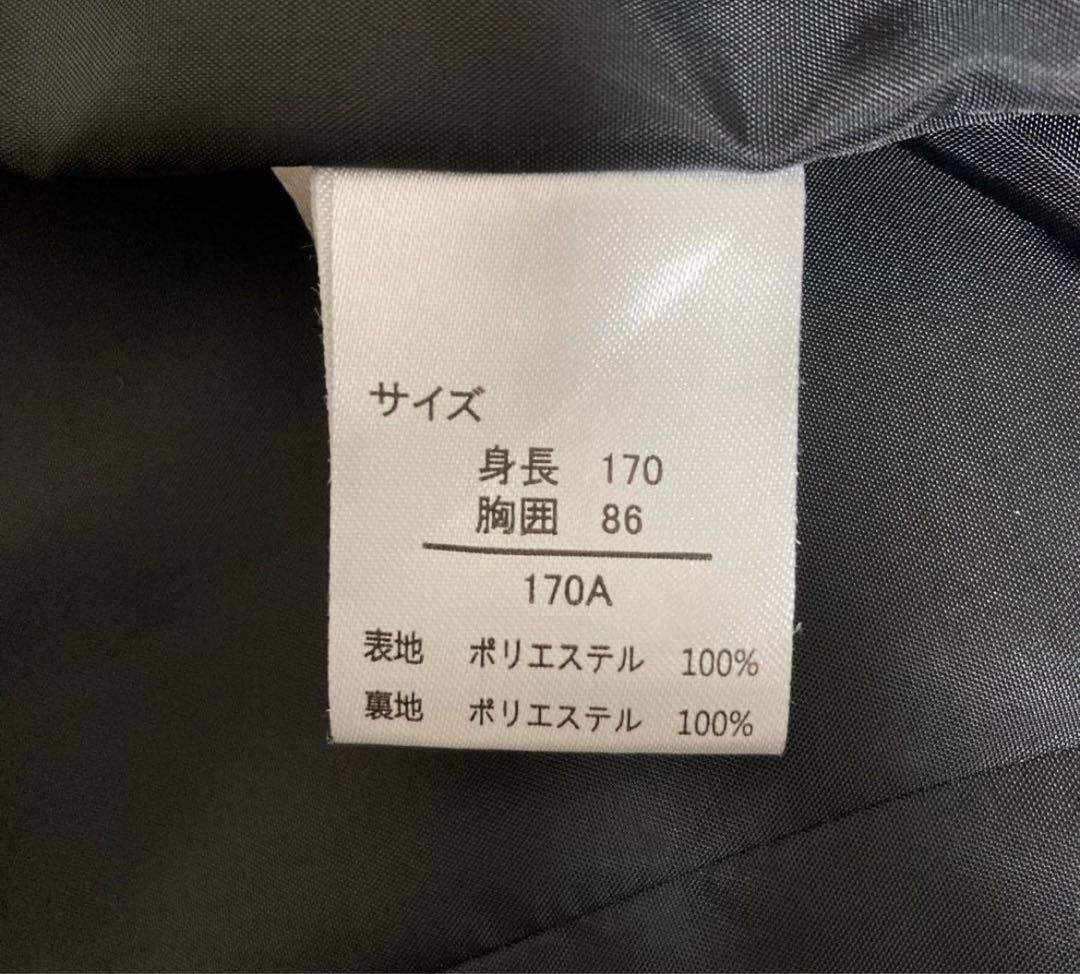 サイズ
身長 170
胸囲 86
170A
表地 ポリエステル 100%
裏地 ポリエステル 100%